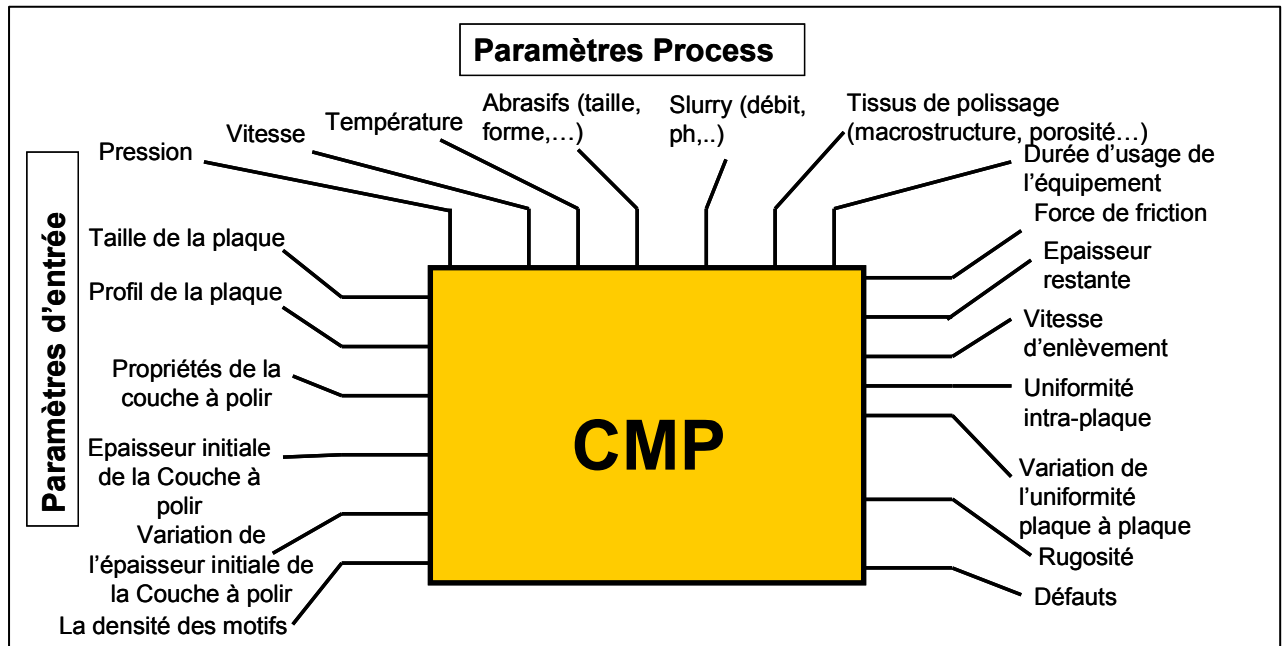 Paramètres Process
Pression
Vitesse
Température
Abrasifs (taille,
forme,…)
Slurry (débit,
ph,..)
Tissus de polissage
(macrostructure, porosité…)
Durée d’usage de
l’équipement
Paramètres d’entrée
Taille de la plaque
Profil de la plaque
Propriétés de la
couche à polir
Epaisseur initiale
de la Couche à
polir
Variation de
l’épaisseur initiale de
la Couche à polir
La densité des motifs
CMP
Force de friction
Epaisseur
restante
Vitesse
d’enlèvement
Uniformité
intra-plaque
Variation de
l’uniformité
plaque à plaque
Rugosité
Défauts